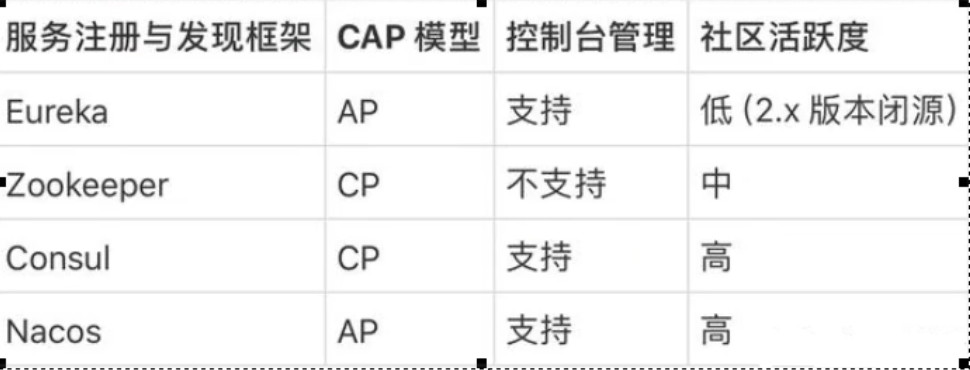 服务注册与发现框架 CAP 模型 控制台管理 社区活跃度
Eureka AP 支持 低 (2.x 版本闭源)
Zookeeper CP 不支持 中
Consul CP 支持 高
Nacos AP 支持 高